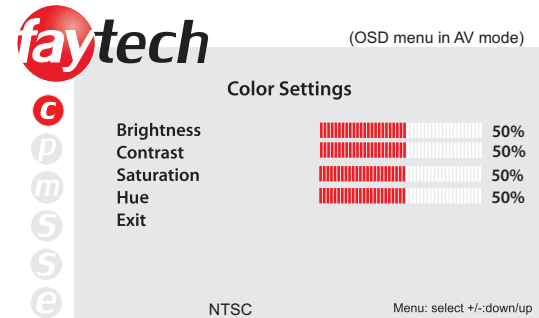 faytech
(OSD menu in AV mode)
Color Settings
c
p
m
s
s
e
Brightness 50%
Contrast 50%
Saturation 50%
Hue 50%
Exit
NTSC
Menu: select +/-:down/up